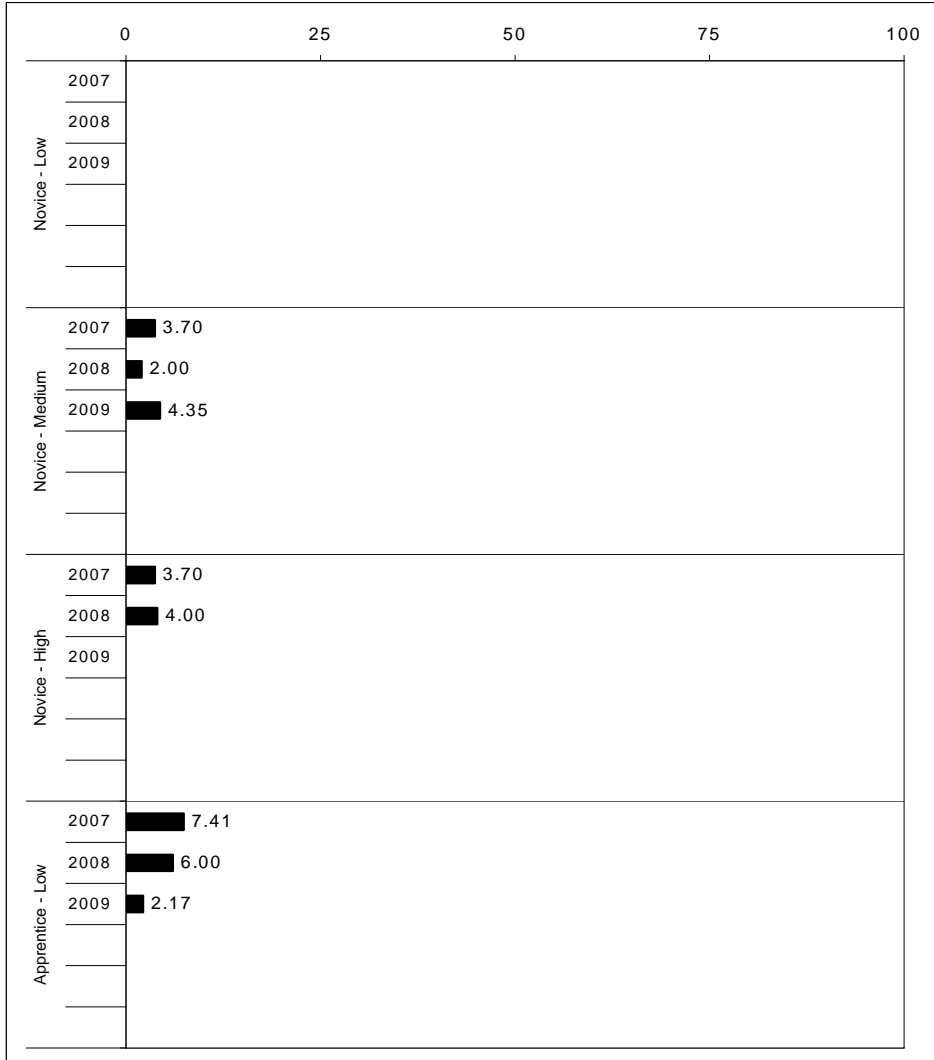 0 25 50 75 100
Novice - Low
2007
2008
2009
Novice - Medium
2007 3.70
2008 2.00
2009 4.35
Novice - High
2007 3.70
2008 4.00
2009
Apprentice - Low
2007 7.41
2008 6.00
2009 2.17